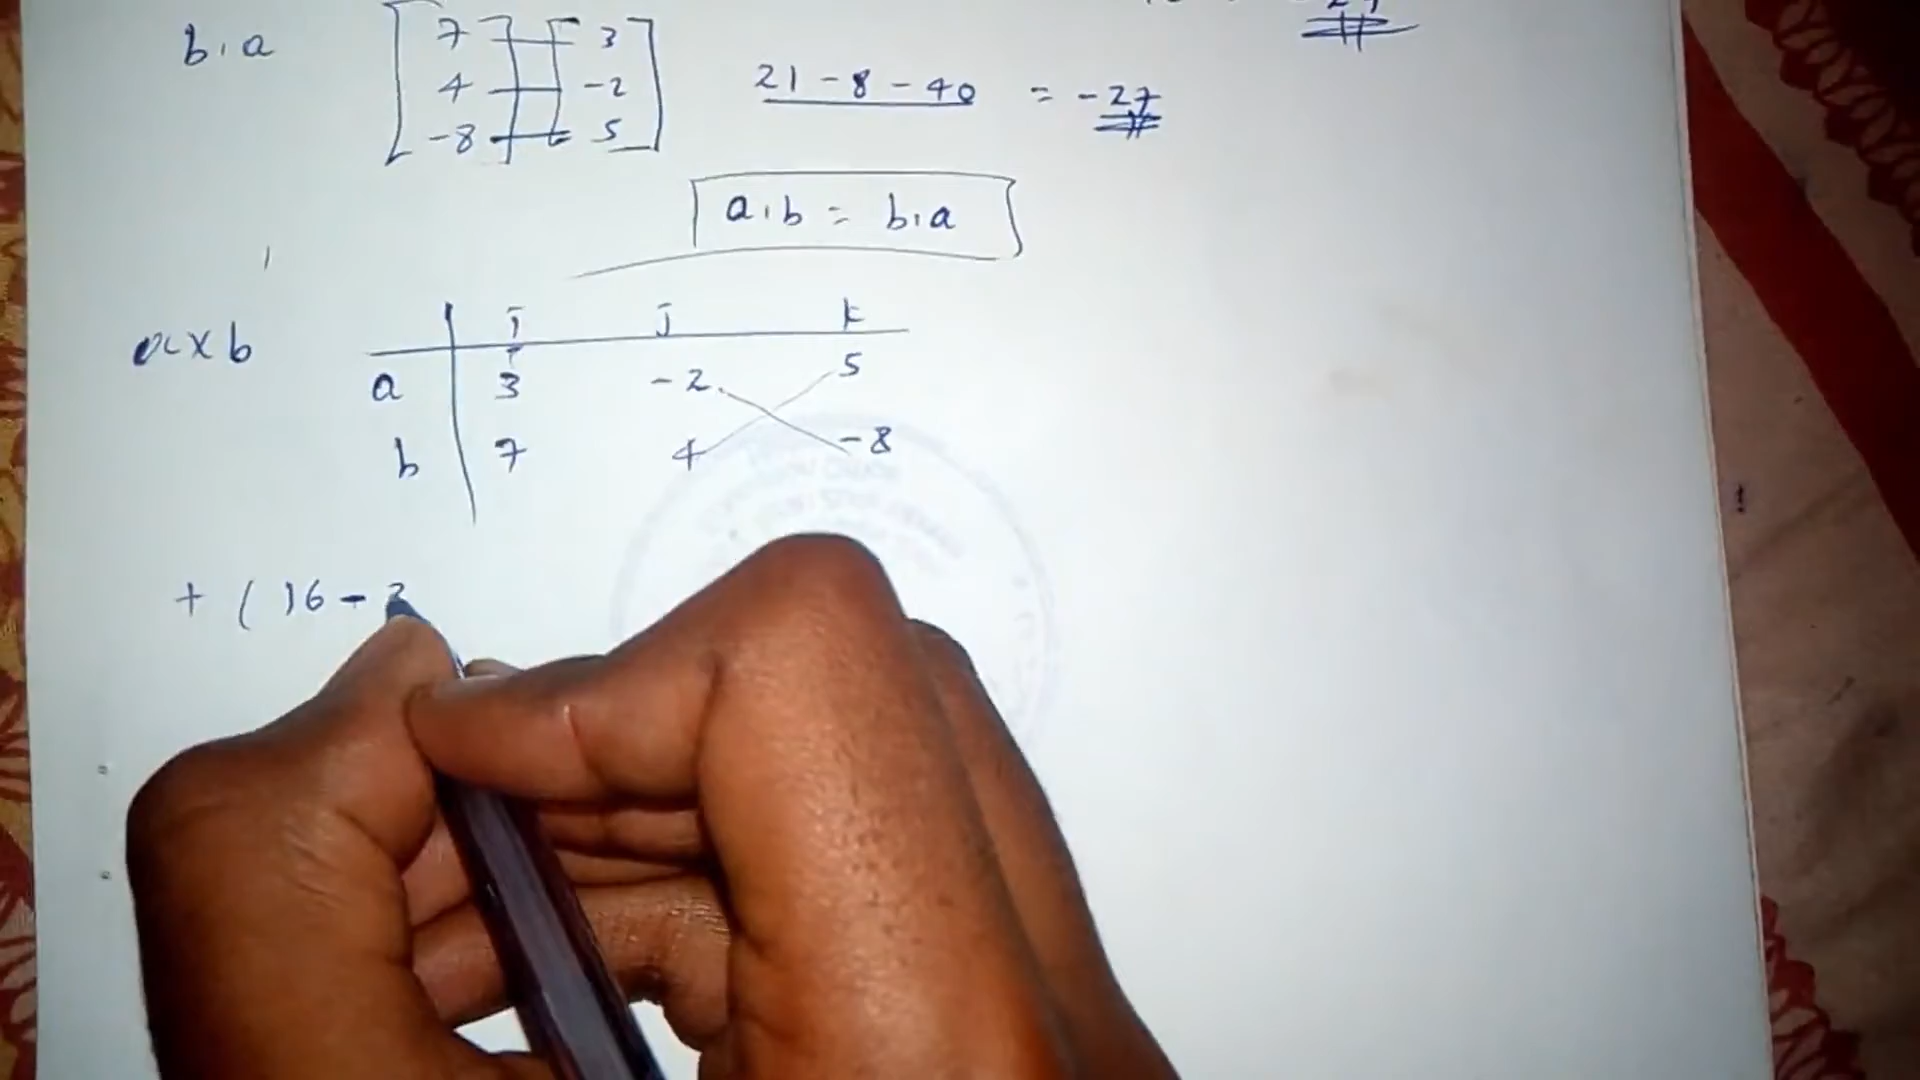 b.a [7 4 -8] [3 -2 5] 21 - 8 - 40 = -27
a.b = b.a
a x b
i j k
a 3 -2 5
b 7 4 -8
+ ( 16 -